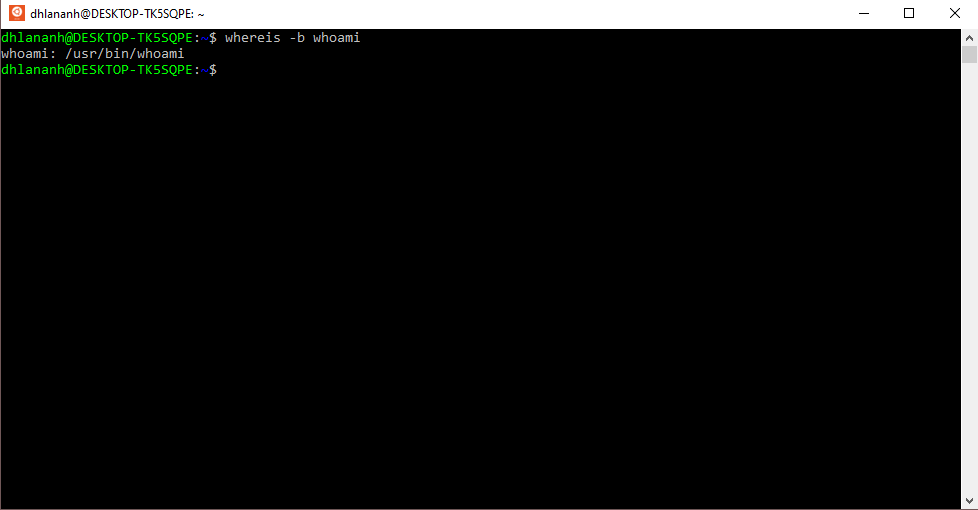 dhlananh@DESKTOP-TK5SQPE: ~
dhlananh@DESKTOP-TK5SQPE:~$ whereis -b whoami
whoami: /usr/bin/whoami
dhlananh@DESKTOP-TK5SQPE:~$